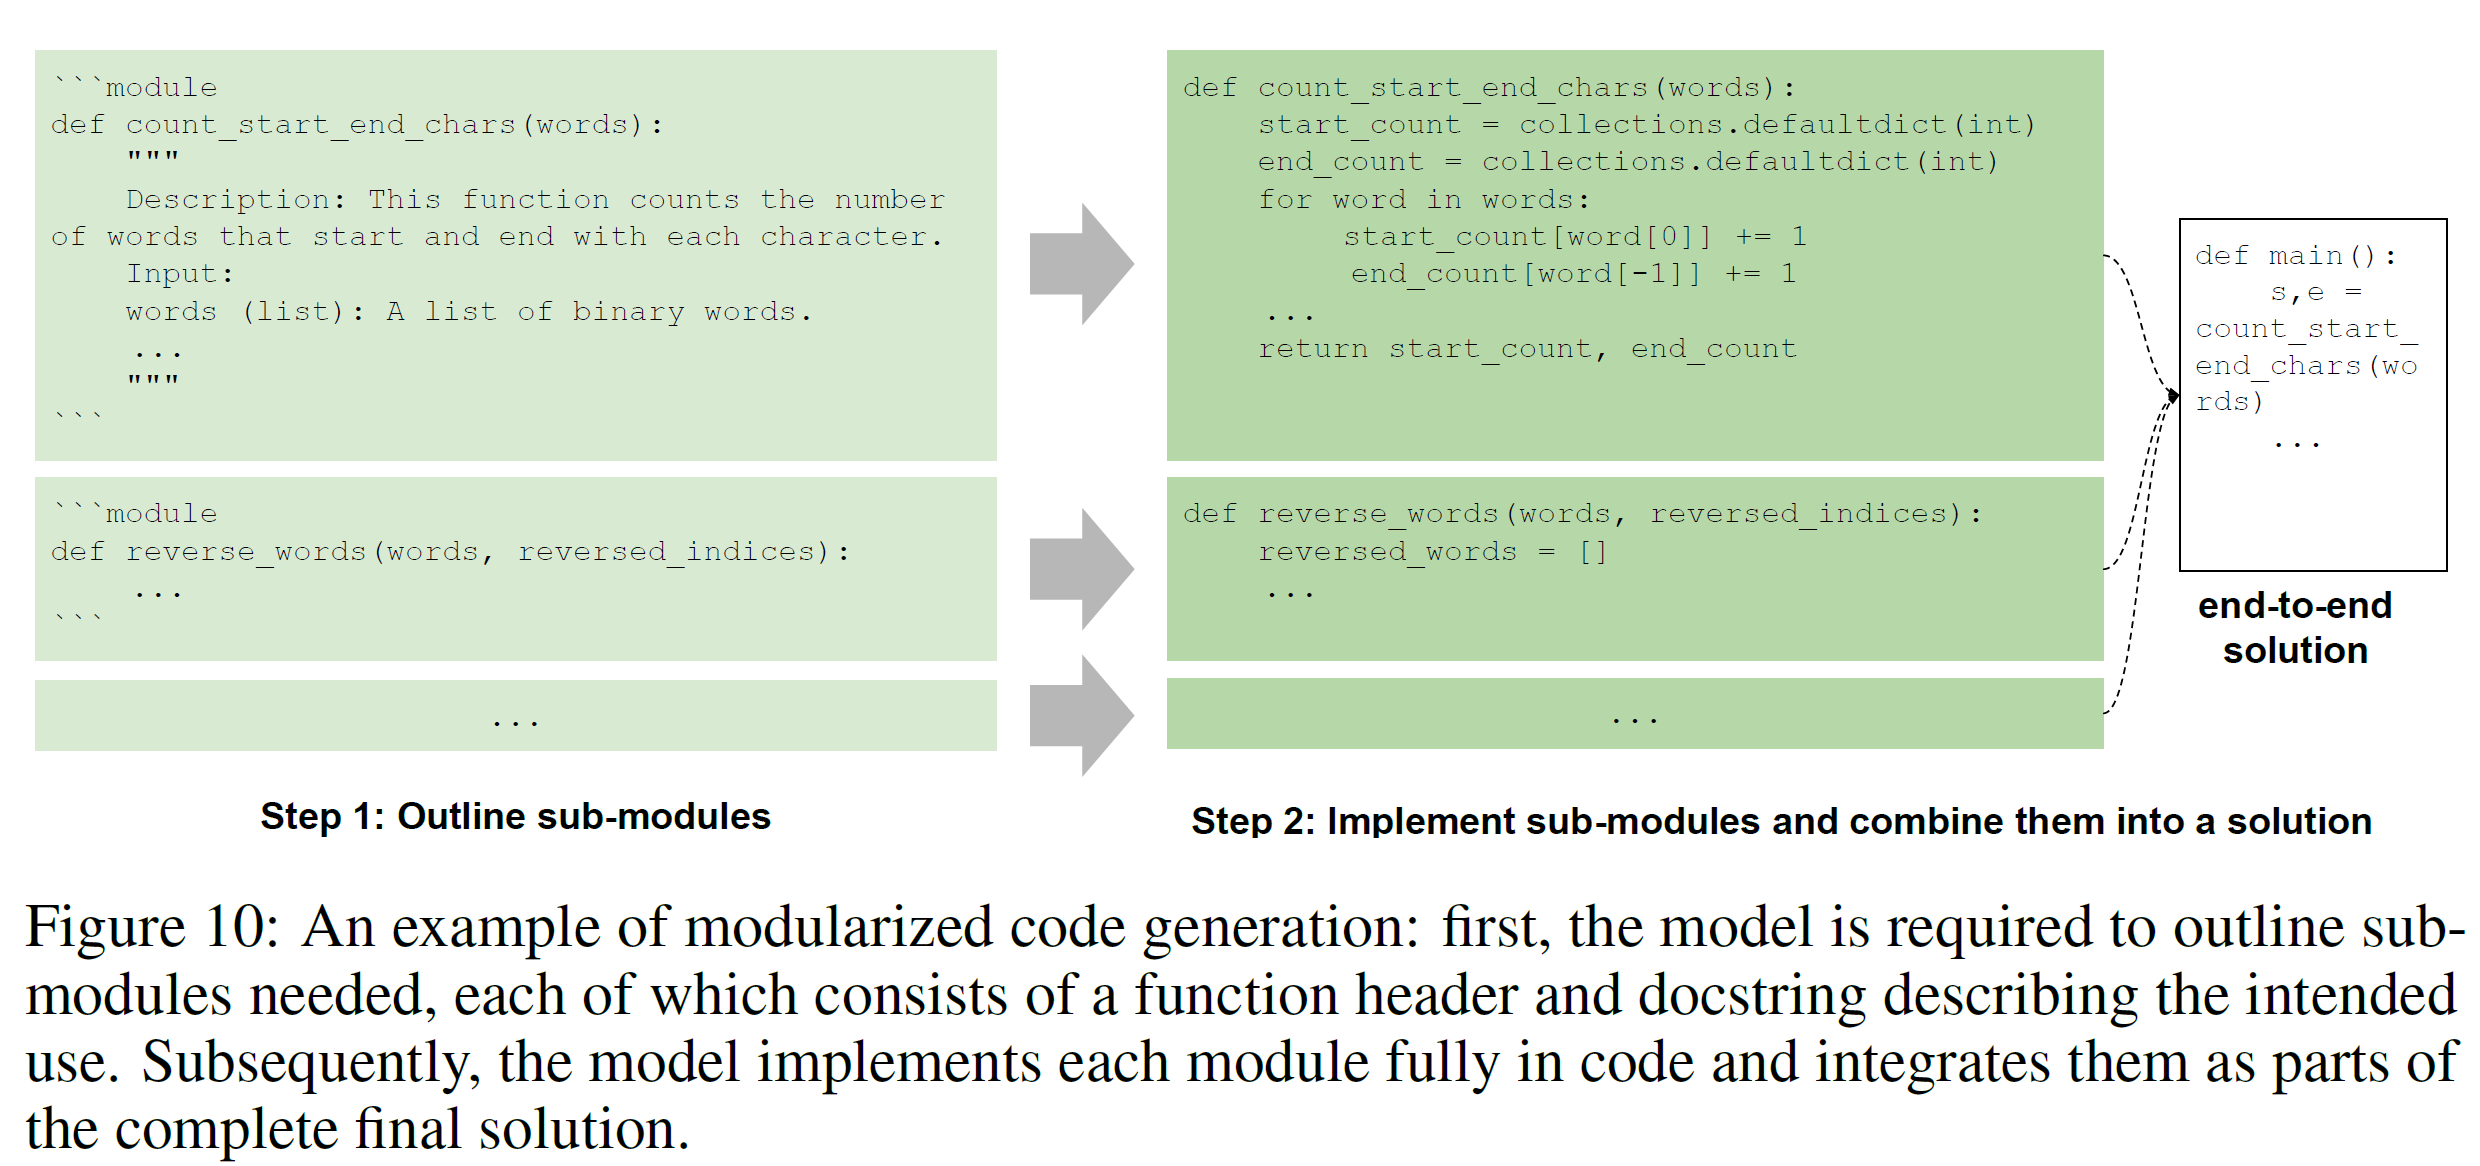 ```module
def count_start_end_chars(words):
    """
    Description: This function counts the number
of words that start and end with each character.
    Input:
    words (list): A list of binary words.
    ...
    """
```
```module
def reverse_words(words, reversed_indices):
    ...
```
...
Step 1: Outline sub-modules
def count_start_end_chars(words):
    start_count = collections.defaultdict(int)
    end_count = collections.defaultdict(int)
    for word in words:
        start_count[word[0]] += 1
        end_count[word[-1]] += 1
    ...
    return start_count, end_count
def reverse_words(words, reversed_indices):
    reversed_words = []
    ...
...
def main():
    s,e =
count_start_
end_chars(wo
rds)
    ...
end-to-end
solution
Step 2: Implement sub-modules and combine them into a solution
Figure 10: An example of modularized code generation: first, the model is required to outline sub-
modules needed, each of which consists of a function header and docstring describing the intended
use. Subsequently, the model implements each module fully in code and integrates them as parts of
the complete final solution.